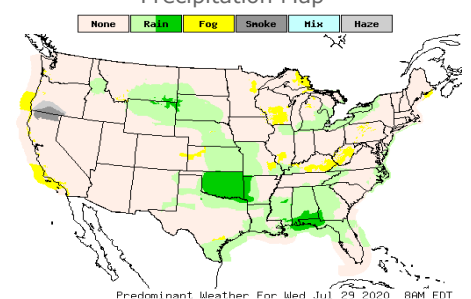 Precipitation Map
None Rain Fog Smoke Mix Haze
Predominant Weather For Wed Jul 29 2020 8AM EDT